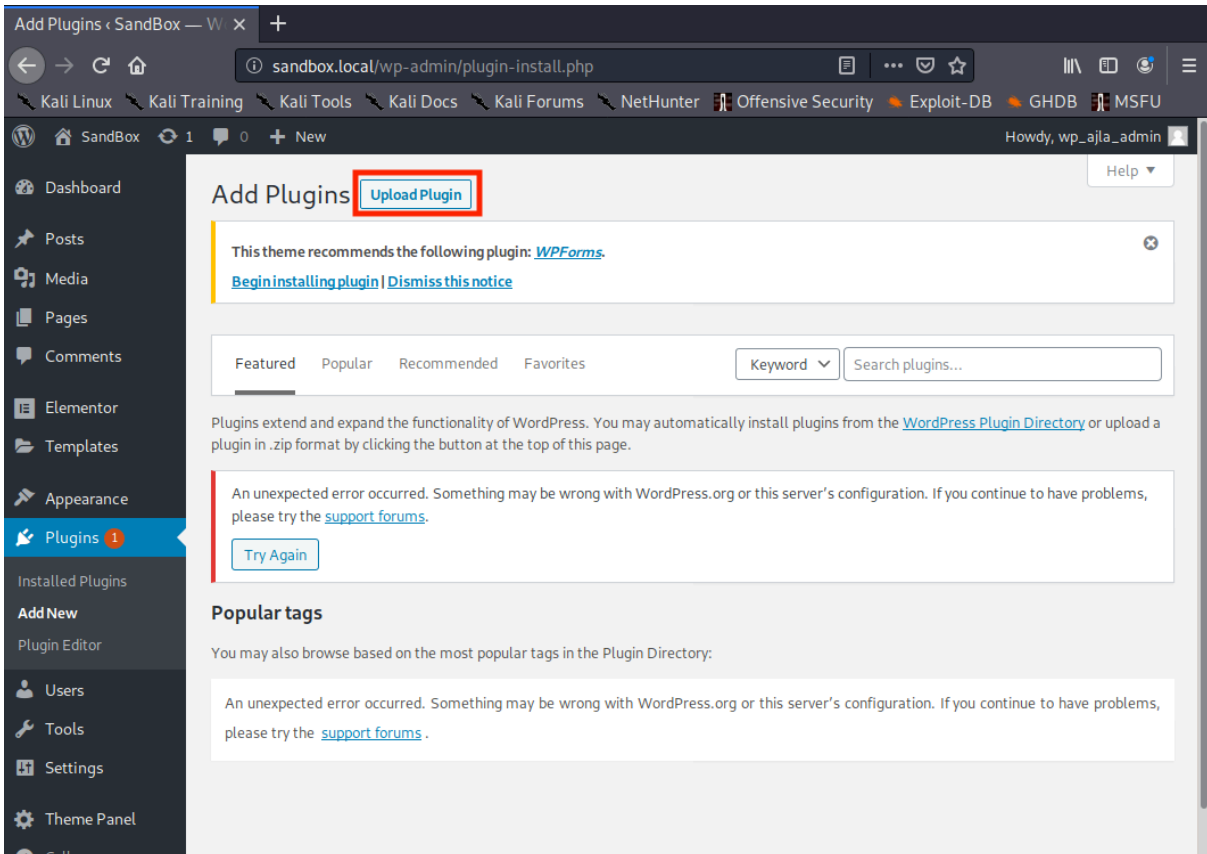 Add Plugins ‹ SandBox — W
sandbox.local/wp-admin/plugin-install.php
Kali Linux Kali Training Kali Tools Kali Docs Kali Forums NetHunter Offensive Security Exploit-DB GHDB MSFU
SandBox 1 0 New Howdy, wp_ajla_admin
Help
Dashboard
Posts
Media
Pages
Comments
Elementor
Templates
Appearance
Plugins 1
Installed Plugins
Add New
Plugin Editor
Users
Tools
Settings
Theme Panel
Add Plugins Upload Plugin
This theme recommends the following plugin: WPForms.
Begin installing plugin | Dismiss this notice
Featured Popular Recommended Favorites Keyword Search plugins...
Plugins extend and expand the functionality of WordPress. You may automatically install plugins from the WordPress Plugin Directory or upload a
plugin in .zip format by clicking the button at the top of this page.
An unexpected error occurred. Something may be wrong with WordPress.org or this server’s configuration. If you continue to have problems,
please try the support forums.
Try Again
Popular tags
You may also browse based on the most popular tags in the Plugin Directory:
An unexpected error occurred. Something may be wrong with WordPress.org or this server’s configuration. If you continue to have problems,
please try the support forums .